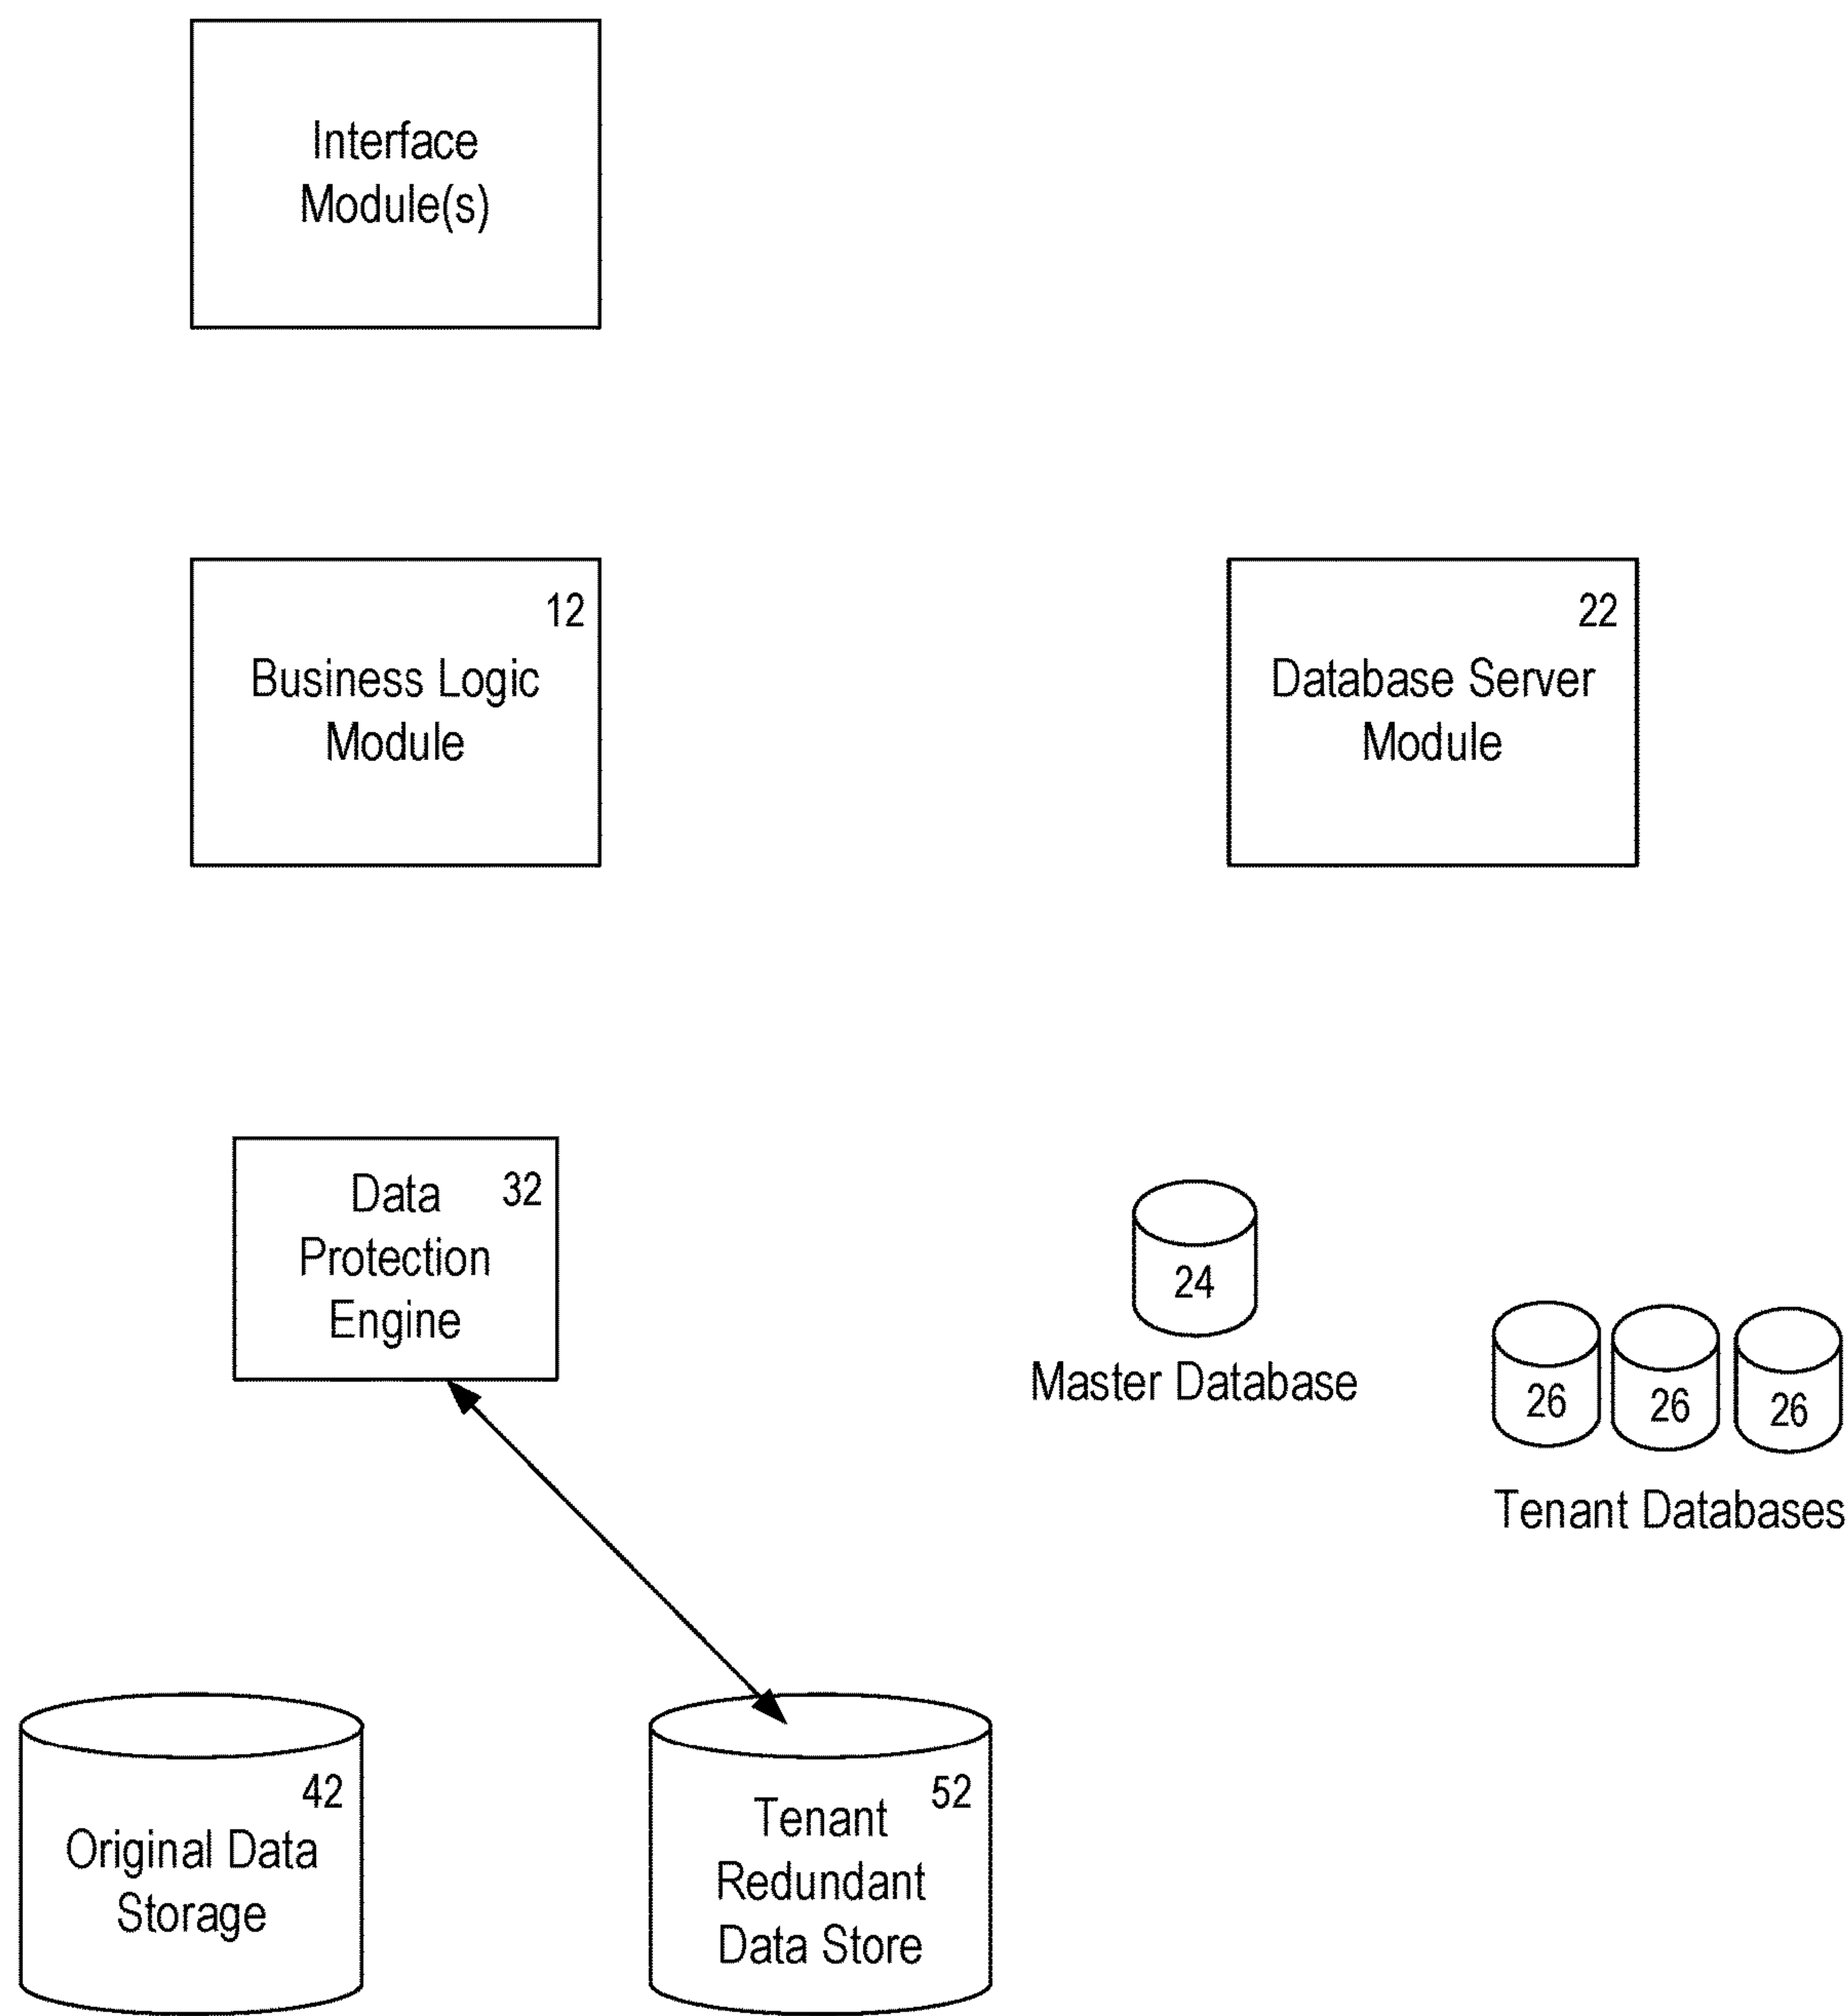 Interface
Module(s)
12
Business Logic
Module
22
Database Server
Module
32
Data
Protection
Engine
24
Master Database
26
26
26
Tenant Databases
42
Original Data
Storage
52
Tenant
Redundant
Data Store